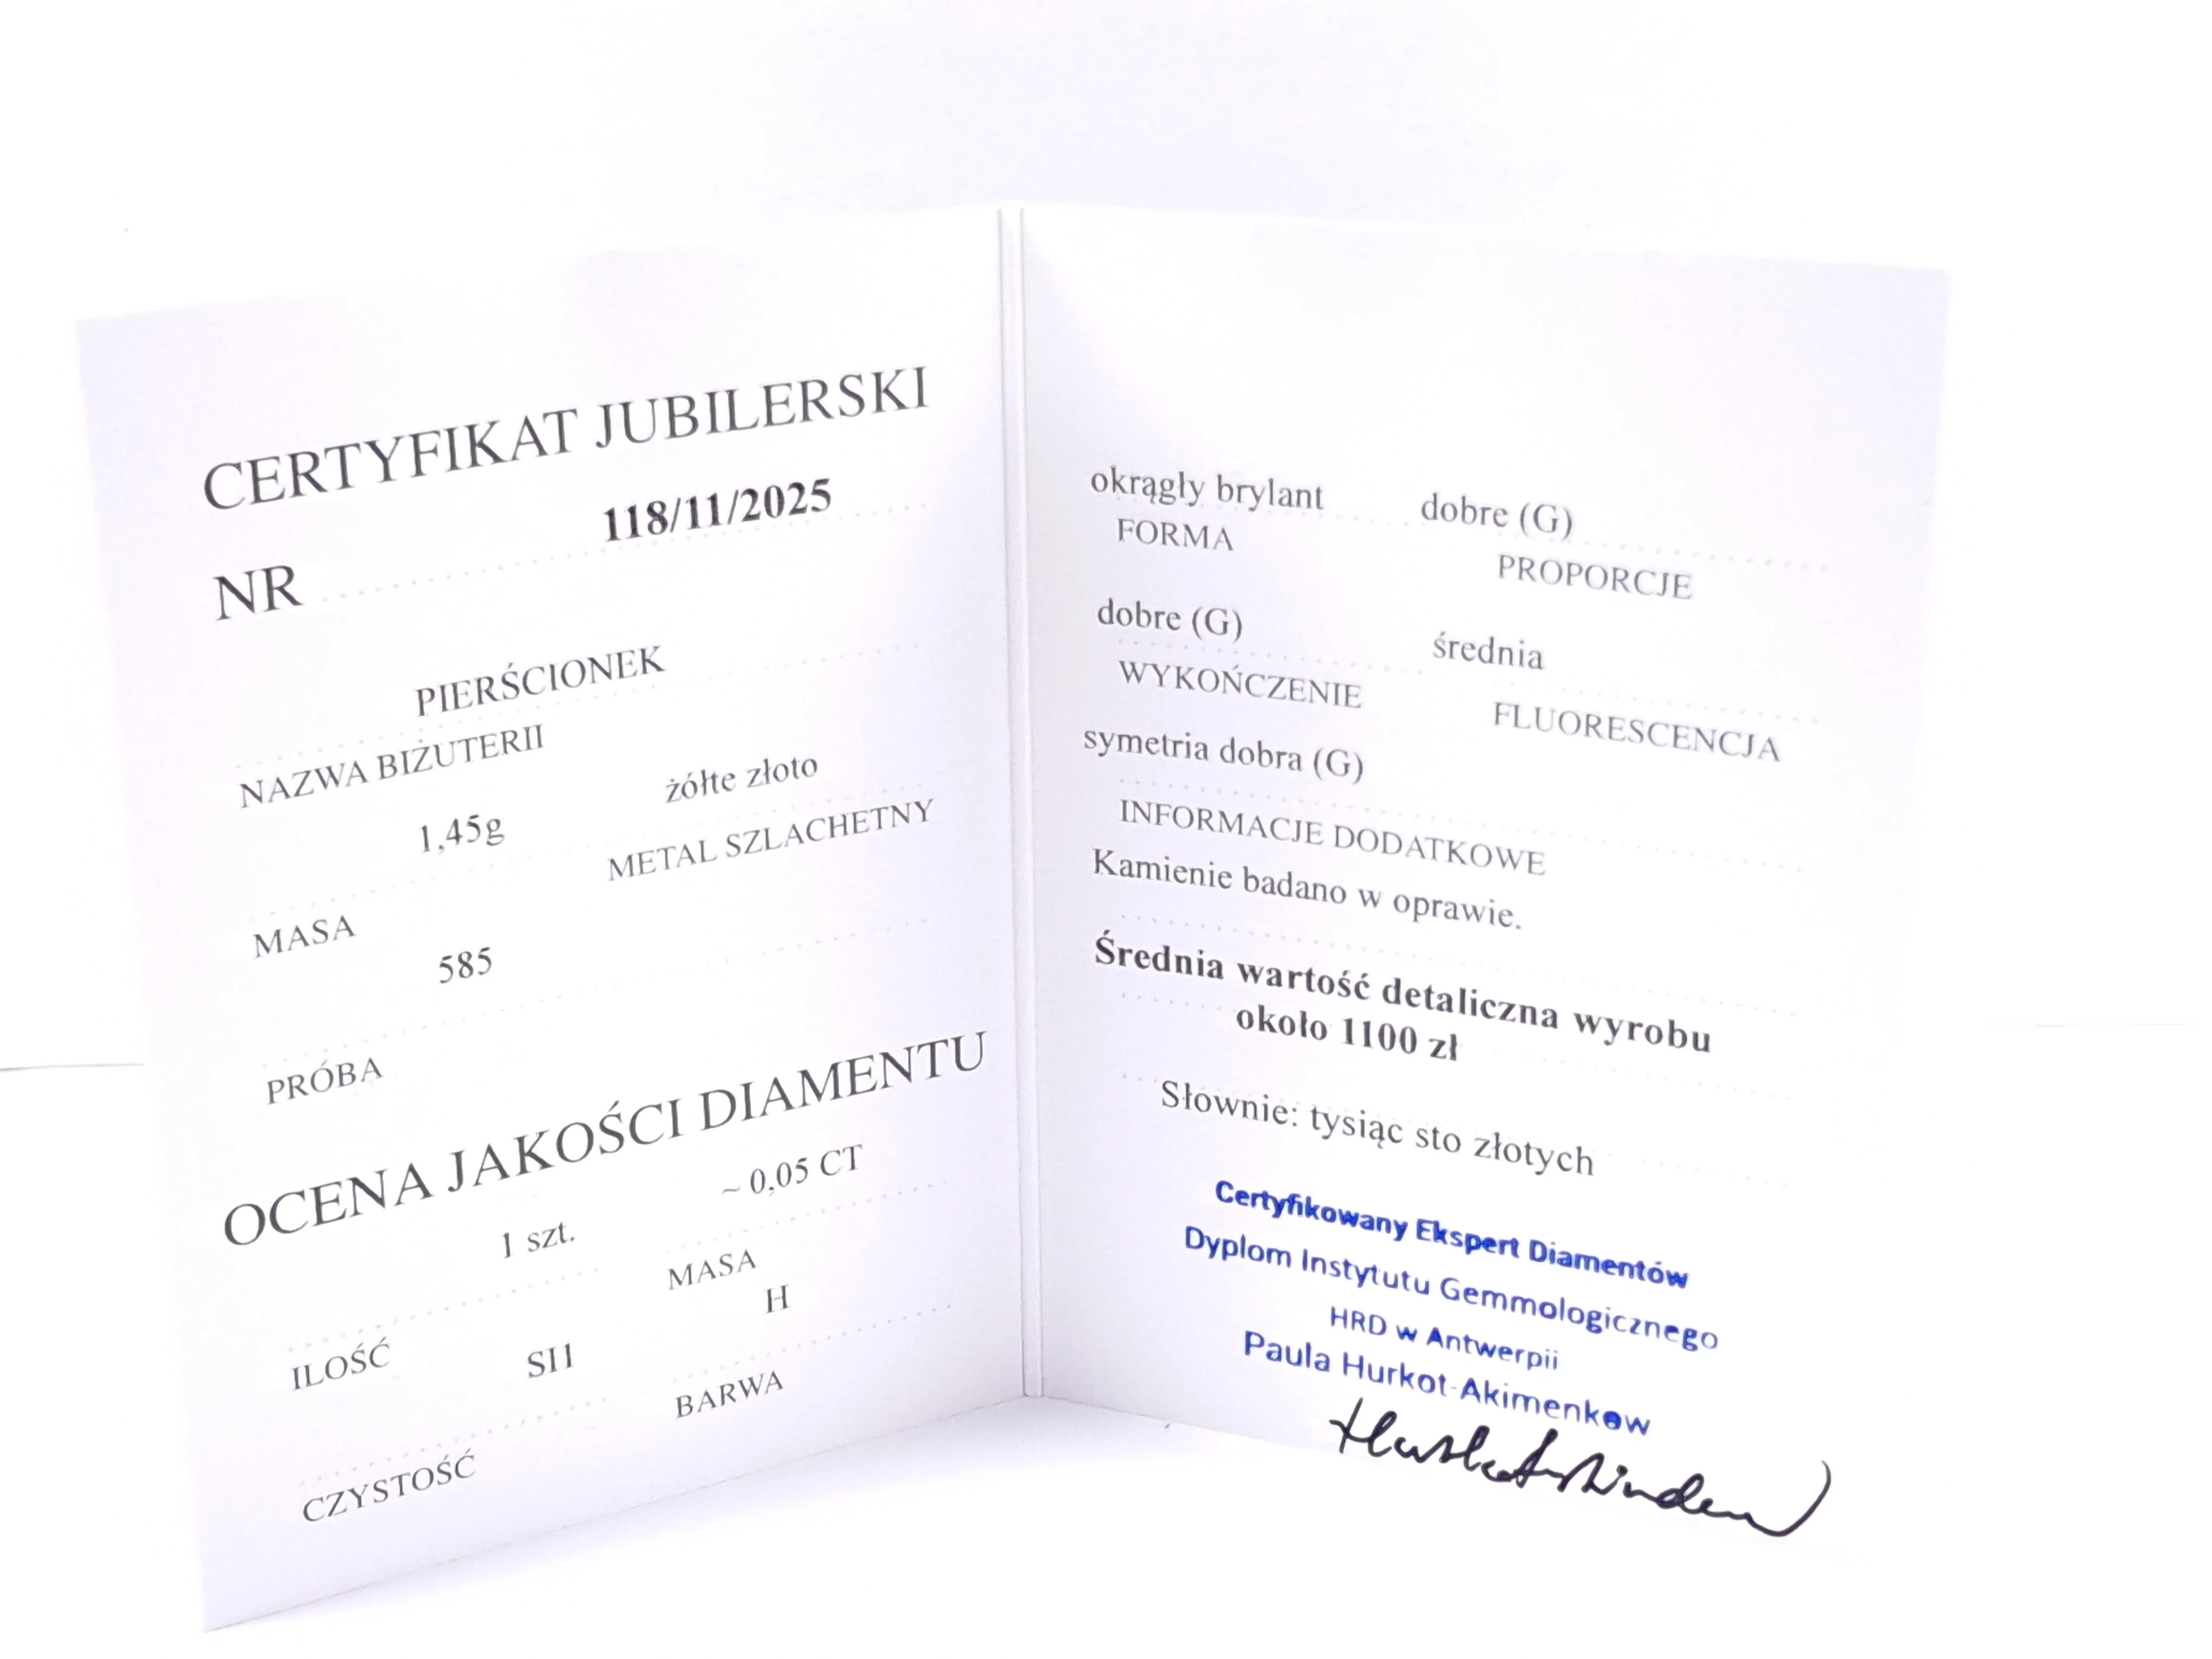 CERTYFIKAT JUBILERSKI
118/11/2025
NR
PIERŚCIONEK
NAZWA BIŻUTERII
1,45g
żółte złoto
MASA
METAL SZLACHETNY
585
PRÓBA
OCENA JAKOŚCI DIAMENTU
1 szt.
~ 0,05 CT
ILOŚĆ
MASA
SI1
H
CZYSTOŚĆ
BARWA
okrągły brylant
dobre (G)
FORMA
PROPORCJE
dobre (G)
średnia
WYKOŃCZENIE
FLUORESCENCJA
symetria dobra (G)
INFORMACJE DODATKOWE
Kamienie badano w oprawie.
Średnia wartość detaliczna wyrobu
około 1100 zł
Słownie: tysiąc sto złotych
Certyfikowany Ekspert Diamentów
Dyplom Instytutu Gemmologicznego
HRD w Antwerpii
Paula Hurkot-Akimenkow